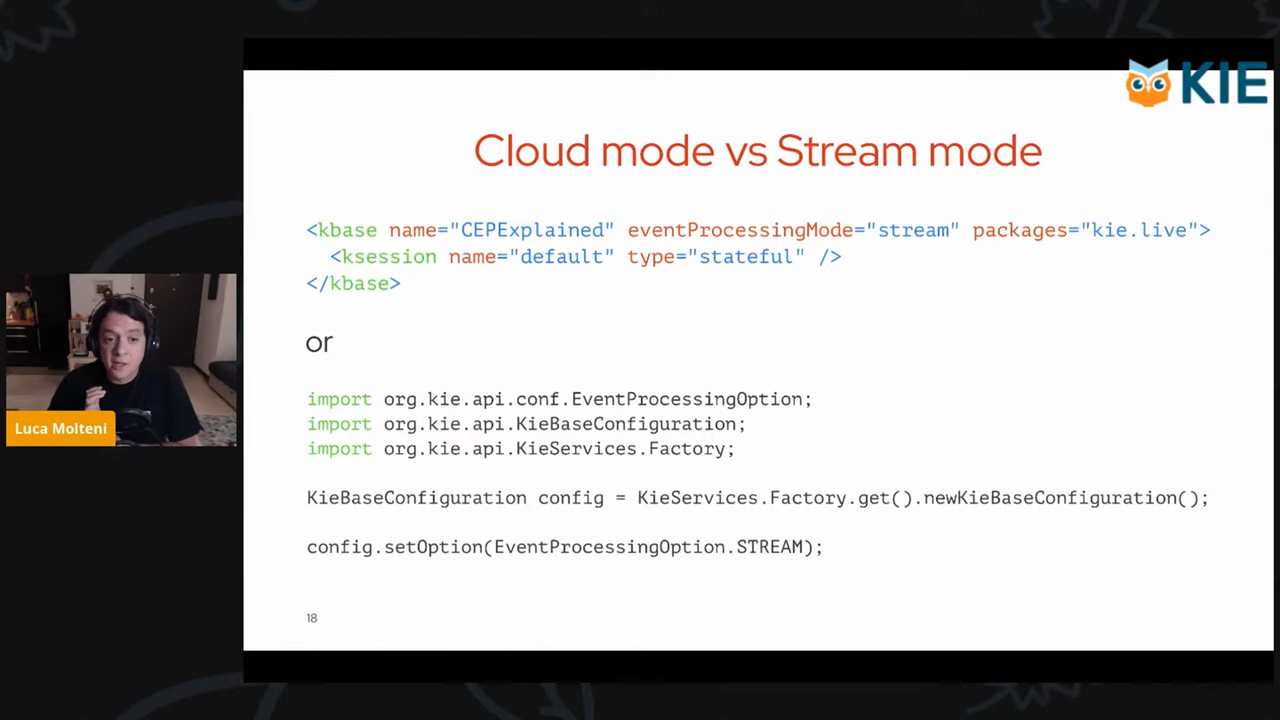 KIE
Cloud mode vs Stream mode
<kbase name="CEPExplained" eventProcessingMode="stream" packages="kie.live">
<ksession name="default" type="stateful" />
</kbase>
or
import org.kie.api.conf.EventProcessingOption;
import org.kie.api.KieBaseConfiguration;
import org.kie.api.KieServices.Factory;
KieBaseConfiguration config = KieServices.Factory.get().newKieBaseConfiguration();
config.setOption(EventProcessingOption.STREAM);
18
Luca Molteni